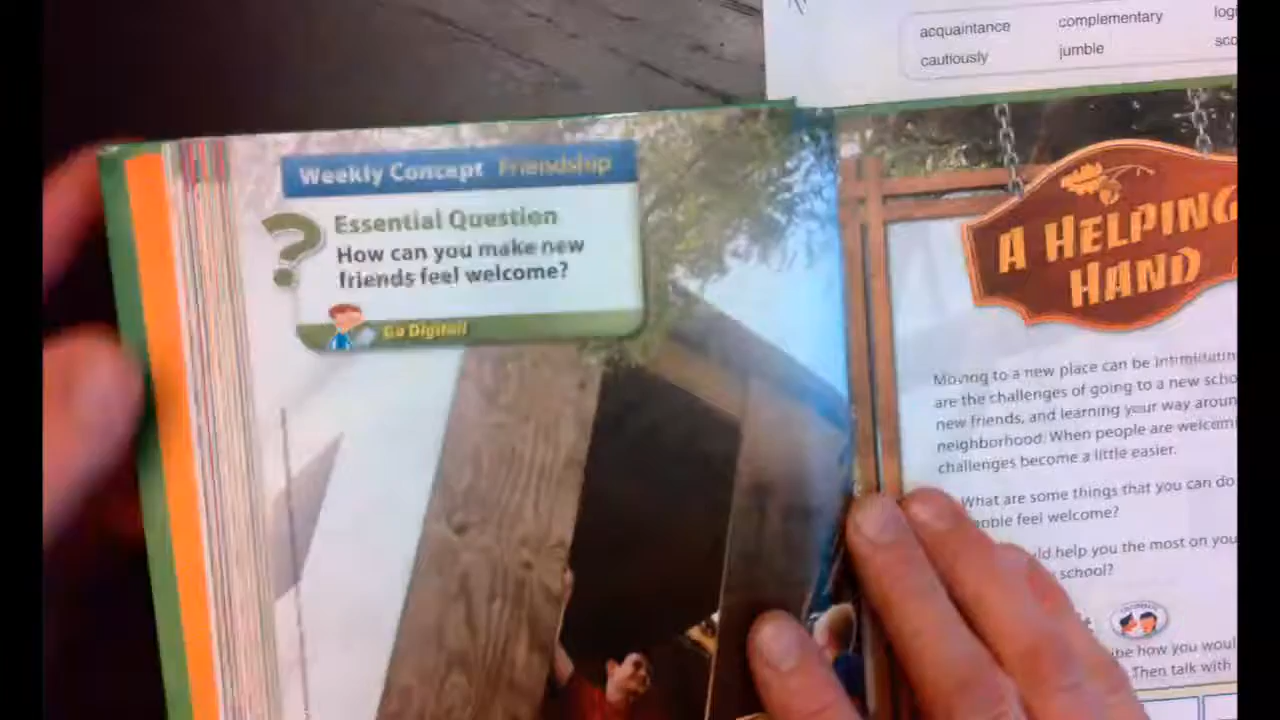 acquaintance complementary
cautiously jumble
Weekly Concept Friendship
? Essential Question
How can you make new
friends feel welcome?
Go Digital!
A HELPING
HAND
Moving to a new place can be
are the challenges of going to a new
new friends, and learning your way
neighborhood. When people are
challenges become a little easier.
What are some things that you can do
feel welcome?
help you the most on
school?
how you
Then talk with